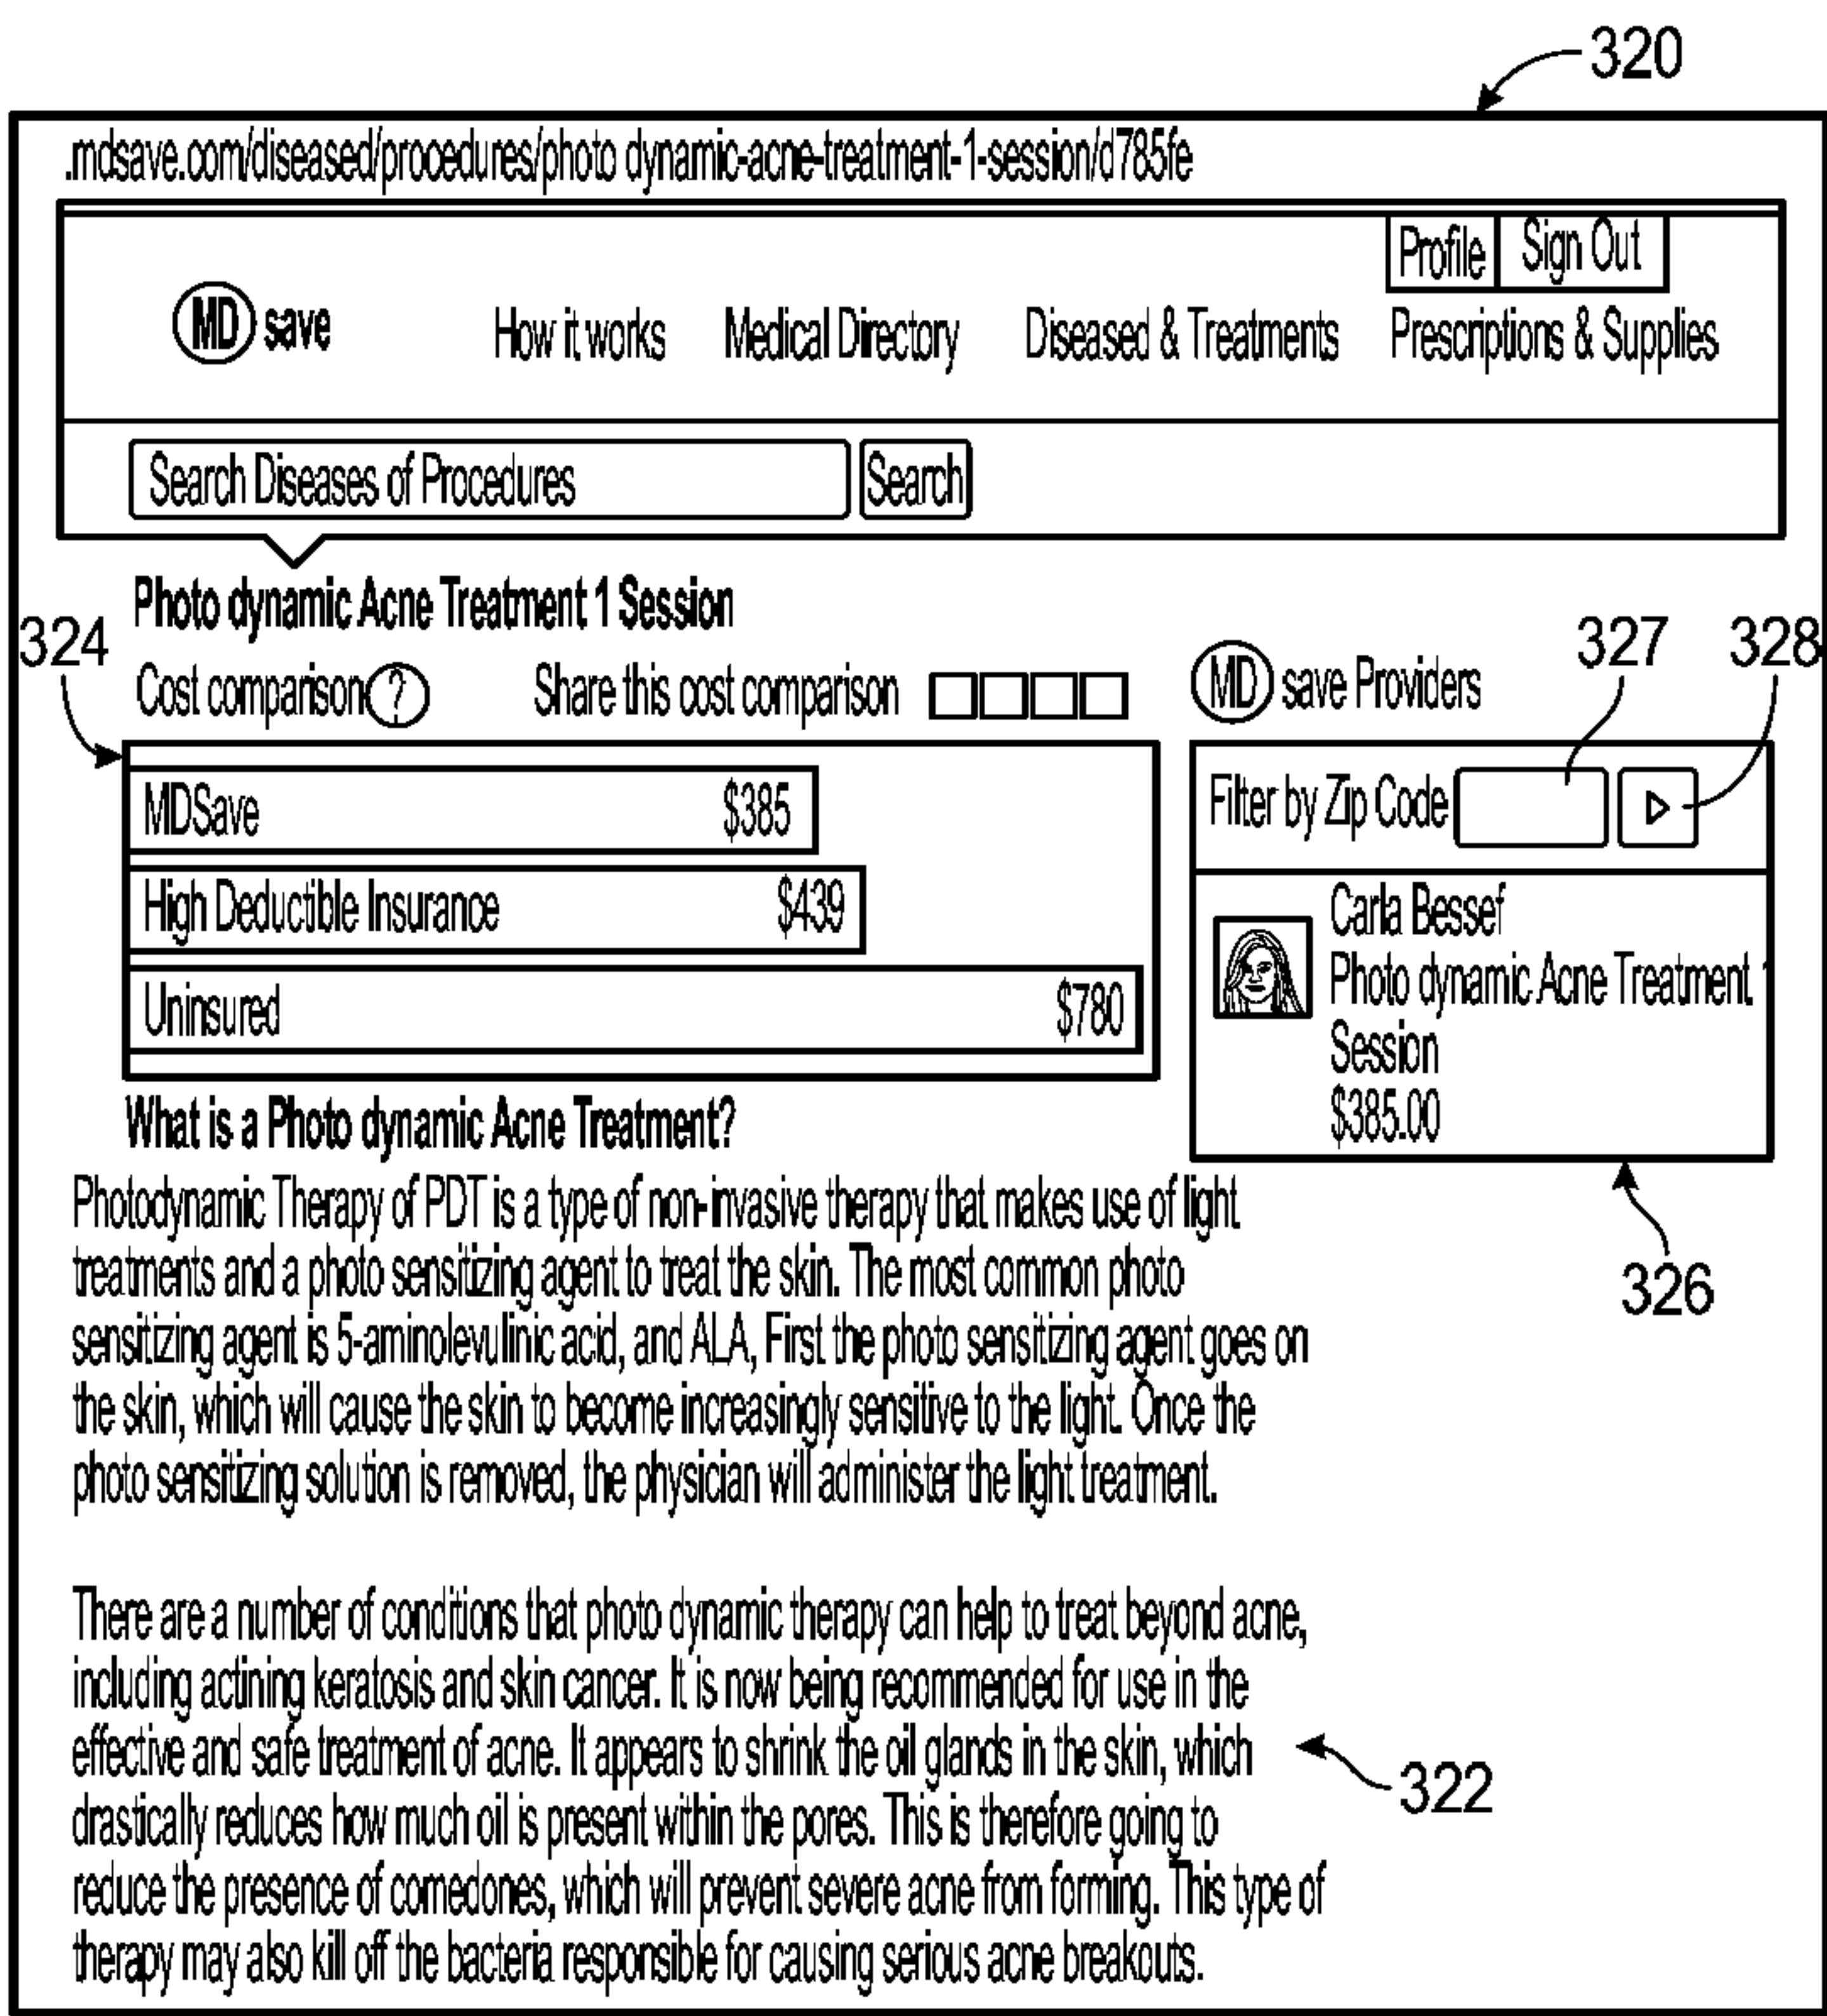 320
.mdsave.com/diseased/procedures/photo dynamic-acne-treatment-1-session/d785fe
Profile Sign Out
MD save How it works Medical Directory Diseased & Treatments Prescriptions & Supplies
Search Diseases of Procedures Search
Photo dynamic Acne Treatment 1 Session
324 327 328
Cost comparison ? Share this cost comparison MD save Providers
MDSave $385
High Deductible Insurance $439
Uninsured $780
Filter by Zip Code
Carla Bessef
Photo dynamic Acne Treatment 1
Session
$385.00
326
What is a Photo dynamic Acne Treatment?
Photodynamic Therapy of PDT is a type of non-invasive therapy that makes use of light
treatments and a photo sensitizing agent to treat the skin. The most common photo
sensitizing agent is 5-aminolevullinic acid, and ALA, First the photo sensitizing agent goes on
the skin, which will cause the skin to become increasingly sensitive to the light. Once the
photo sensitizing solution is removed, the physician will administer the light treatment.
There are a number of conditions that photo dynamic therapy can help to treat beyond acne,
including actining keratosis and skin cancer. It is now being recommended for use in the
effective and safe treatment of acne. It appears to shrink the oil glands in the skin, which
drastically reduces how much oil is present within the pores. This is therefore going to
reduce the presence of comedones, which will prevent severe acne from forming. This type of
therapy may also kill off the bacteria responsible for causing serious acne breakouts.
322